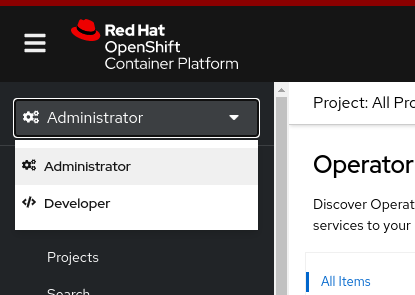 Red Hat
OpenShift
Container Platform
Administrator
Administrator
Developer
Projects
Search
Project: All Pro
Operator
Discover Operat
services to your
All Items